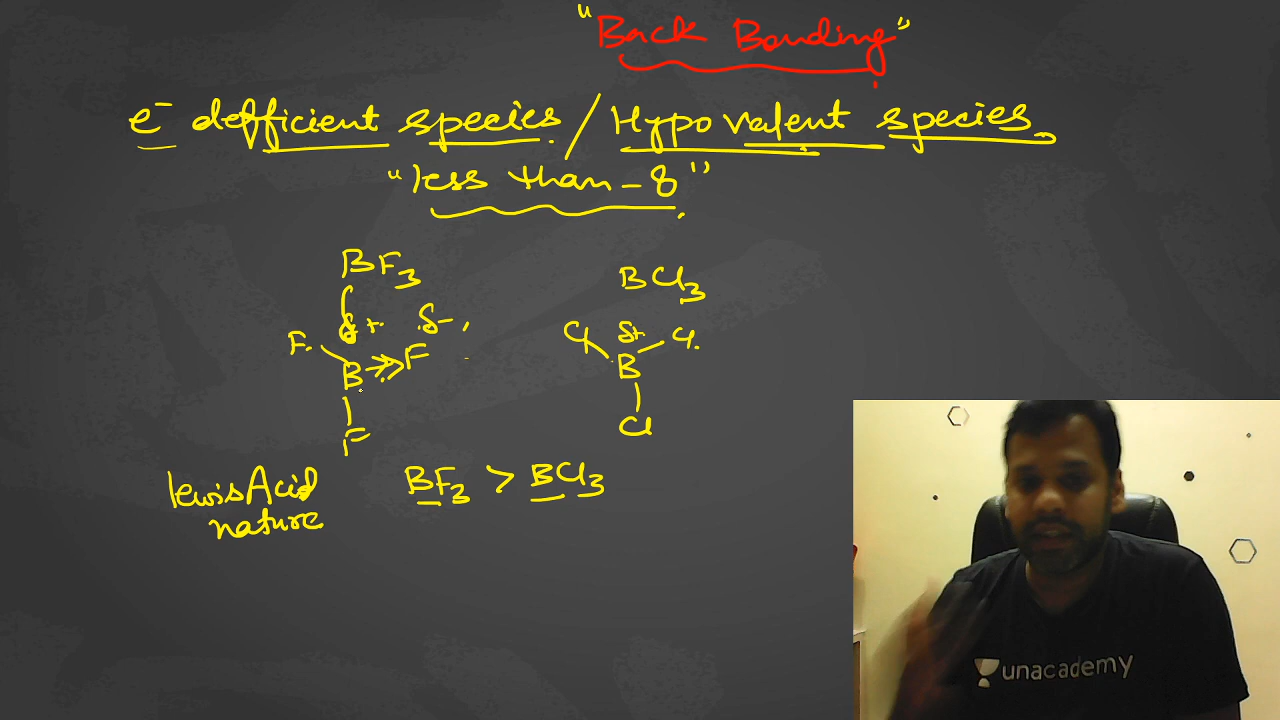 "Back Bonding"
e⁻ defficient species / Hypovalent species
"less than - 8"
BF₃
BCl₃
δ+ δ-
F B F
F
Cl δ+ Cl
B
Cl
Lewis Acid nature
BF₃ > BCl₃
unacademy